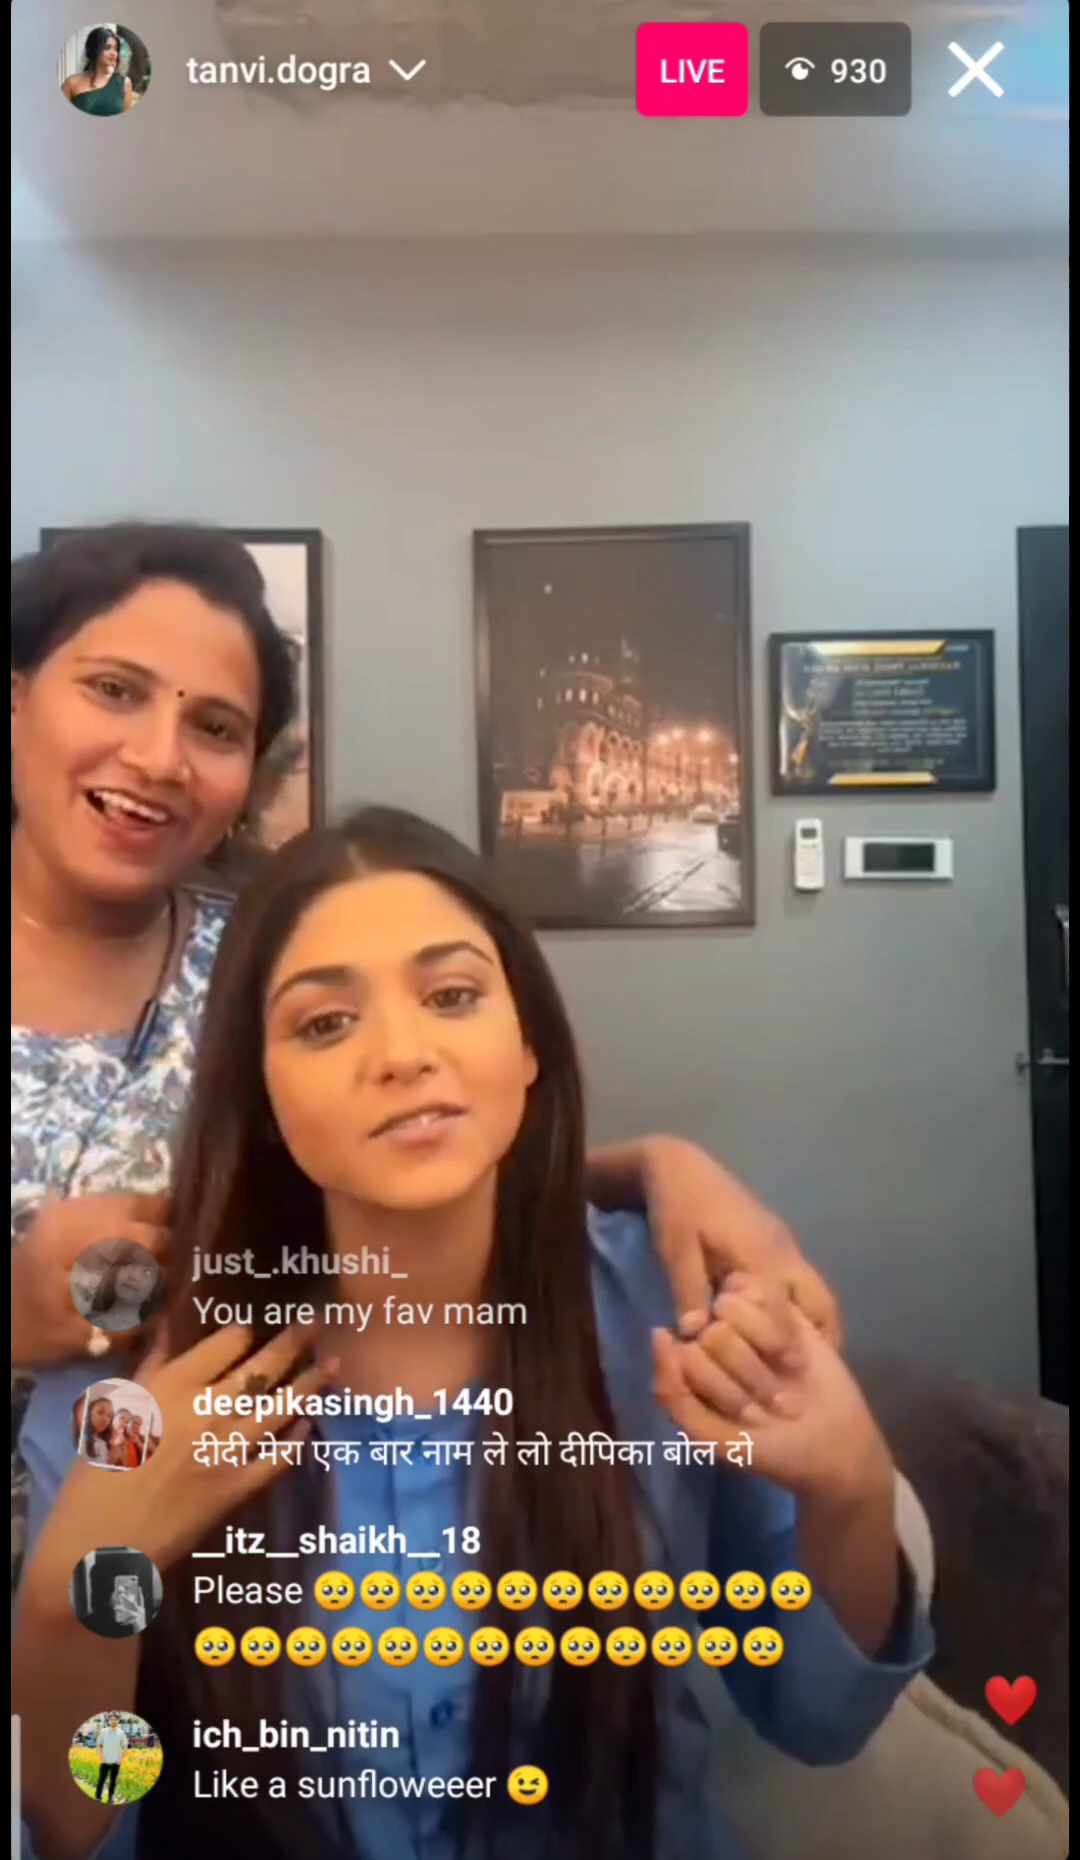 tanvi.dogra
LIVE
930
just_.khushi_
You are my fav mam
deepikasingh_1440
दीदी मेरा एक बार नाम ले लो दीपिका बोल दो
__itz__shaikh__18
Please 🥺🥺🥺🥺🥺🥺🥺🥺🥺🥺🥺
🥺🥺🥺🥺🥺🥺🥺🥺🥺🥺🥺🥺🥺
ich_bin_nitin
Like a sunfloweeer 😉